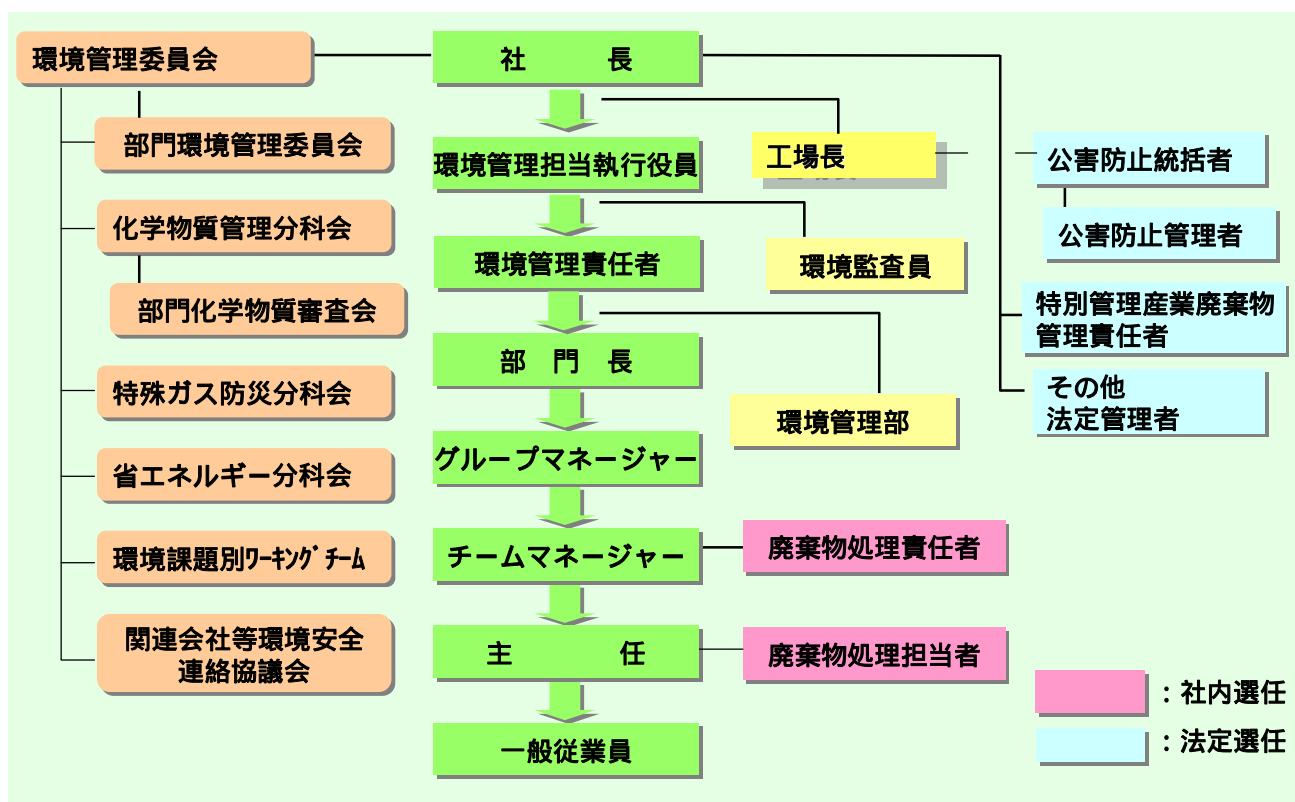 環境管理委員会
部門環境管理委員会
化学物質管理分科会
部門化学物質審査会
特殊ガス防災分科会
省エネルギー分科会
環境課題別ﾜｰｷﾝｸﾞﾁｰﾑ
関連会社等環境安全
連絡協議会
社　　　長
環境管理担当執行役員
環境管理責任者
部　門　長
グループマネージャー
チームマネージャー
主　　　　任
一般従業員
工場長
環境監査員
環境管理部
廃棄物処理責任者
廃棄物処理担当者
公害防止統括者
公害防止管理者
特別管理産業廃棄物
管理責任者
その他
法定管理者
：社内選任
：法定選任